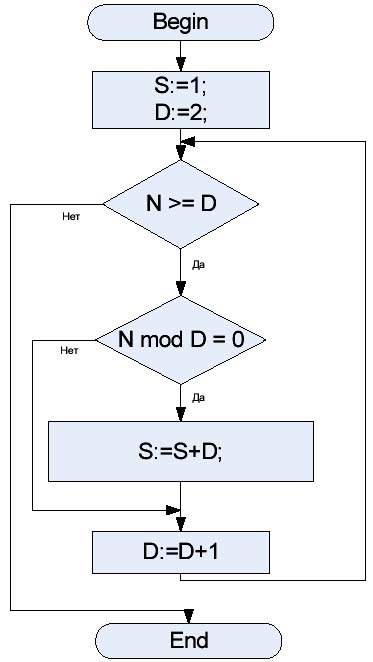 Begin
S:=1;
D:=2;
N >= D
Нет
Да
N mod D = 0
Нет
Да
S:=S+D;
D:=D+1
End